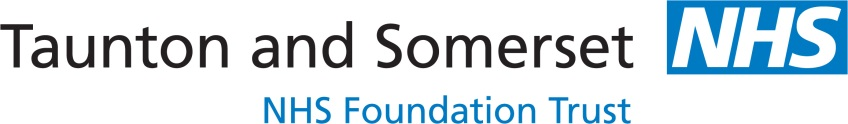 Taunton and Somerset NHS
NHS Foundation Trust